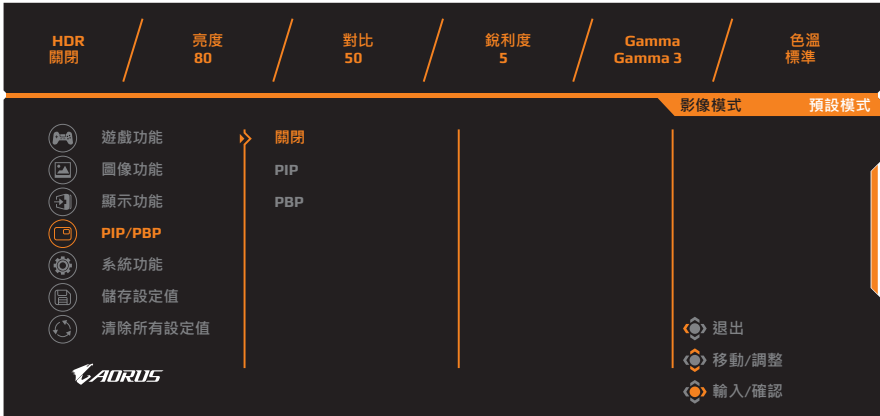 HDR
關閉
亮度
80
對比
50
銳利度
5
Gamma
Gamma 3
色溫
標準
影像模式 預設模式
遊戲功能
圖像功能
顯示功能
PIP/PBP
系統功能
儲存設定值
清除所有設定值
關閉
PIP
PBP
退出
移動/調整
輸入/確認
AORUS